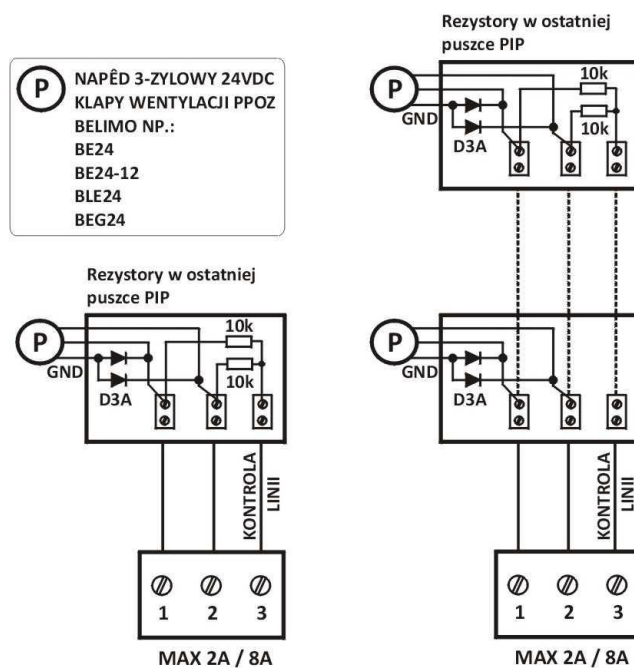 P
NAPÊD 3-ZYLOWY 24VDC
KLAPY WENTYLACJI PPOZ
BELIMO NP.:
BE24
BE24-12
BLE24
BEG24
Rezystory w ostatniej
puszce PIP
P
GND
D3A
10k
10k
KONTROLA
LINII
1 2 3
MAX 2A / 8A
Rezystory w ostatniej
puszce PIP
P
GND
D3A
10k
10k
P
GND
D3A
KONTROLA
LINII
1 2 3
MAX 2A / 8A